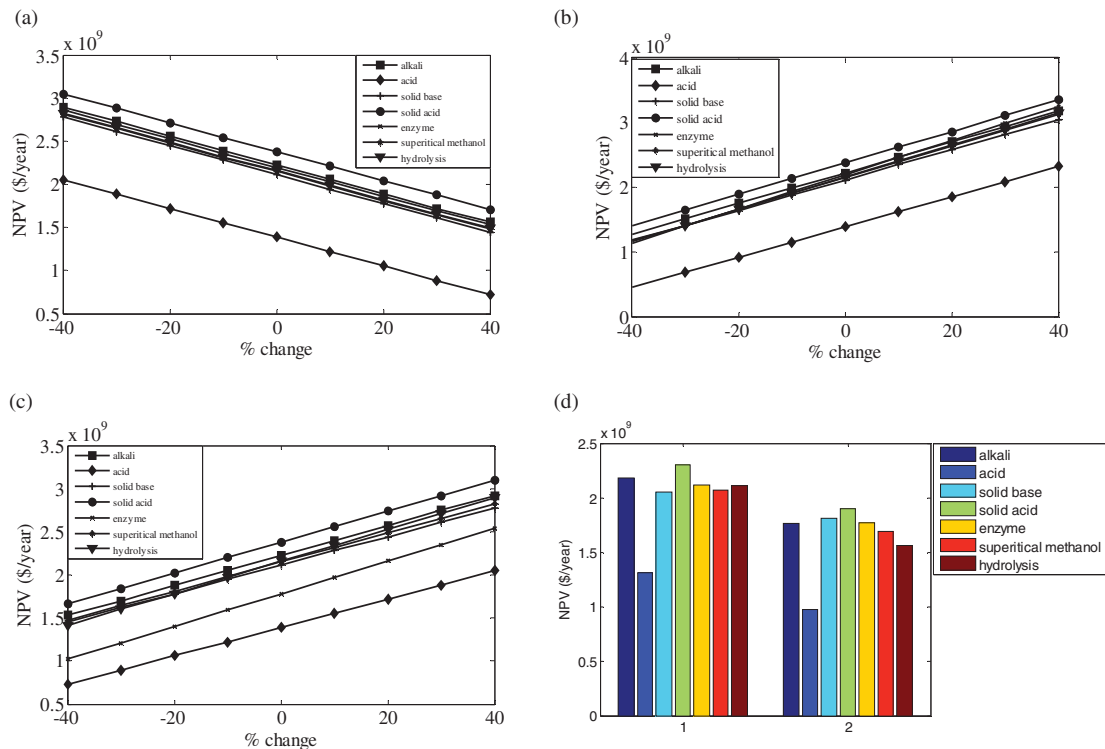 (a)
x 10^9
3.5
3
2.5
2
1.5
1
0.5
NPV ($/year)
-40
-20
0
20
40
% change
alkali
acid
solid base
solid acid
enzyme
superitical methanol
hydrolysis
(b)
x 10^9
4
3
2
1
0
NPV ($/year)
-40
-20
0
20
40
% change
alkali
acid
solid base
solid acid
enzyme
superitical methanol
hydrolysis
(c)
x 10^9
3.5
3
2.5
2
1.5
1
0.5
NPV ($/year)
-40
-20
0
20
40
% change
alkali
acid
solid base
solid acid
enzyme
superitical methanol
hydrolysis
(d)
x 10^9
2.5
2
1.5
1
0.5
0
NPV ($/year)
1
2
alkali
acid
solid base
solid acid
enzyme
superitical methanol
hydrolysis